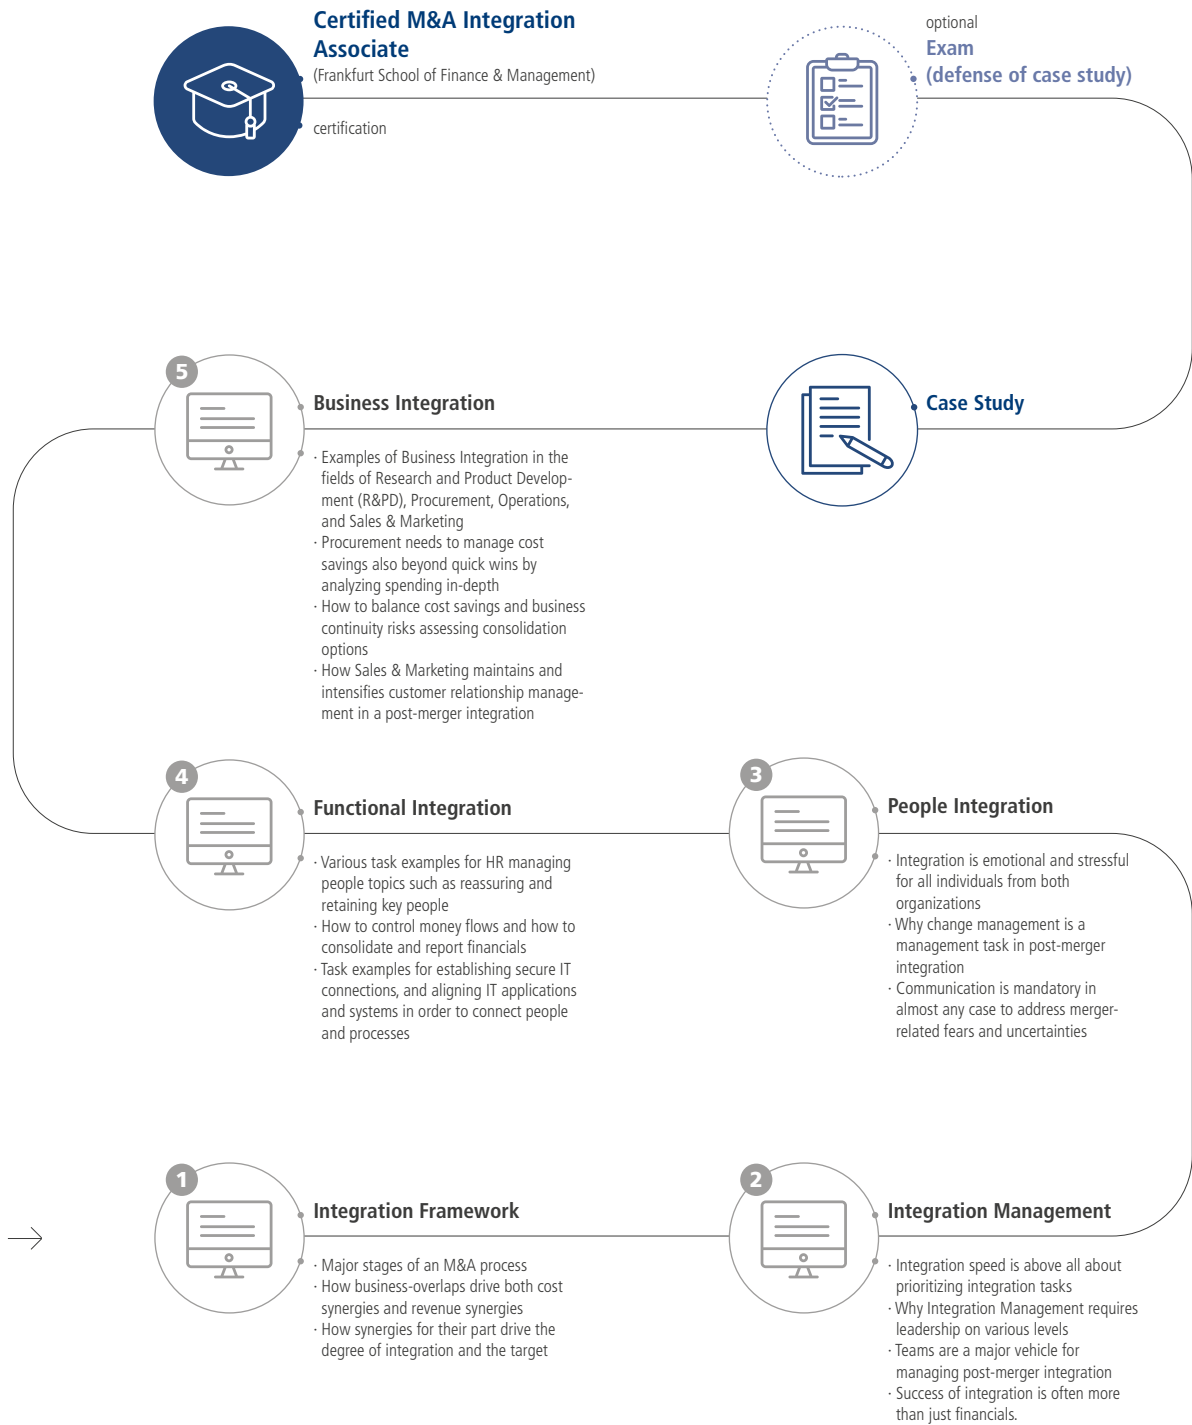 Certified M&A Integration
Associate
(Frankfurt School of Finance & Management)
certification
optional
Exam
(defense of case study)
5
Business Integration
· Examples of Business Integration in the
fields of Research and Product Develop-
ment (R&PD), Procurement, Operations,
and Sales & Marketing
· Procurement needs to manage cost
savings also beyond quick wins by
analyzing spending in-depth
· How to balance cost savings and business
continuity risks assessing consolidation
options
· How Sales & Marketing maintains and
intensifies customer relationship manage-
ment in a post-merger integration
Case Study
4
Functional Integration
· Various task examples for HR managing
people topics such as reassuring and
retaining key people
· How to control money flows and how to
consolidate and report financials
· Task examples for establishing secure IT
connections, and aligning IT applications
and systems in order to connect people
and processes
3
People Integration
· Integration is emotional and stressful
for all individuals from both
organizations
· Why change management is a
management task in post-merger
integration
· Communication is mandatory in
almost any case to address merger-
related fears and uncertainties
1
Integration Framework
· Major stages of an M&A process
· How business-overlaps drive both cost
synergies and revenue synergies
· How synergies for their part drive the
degree of integration and the target
2
Integration Management
· Integration speed is above all about
prioritizing integration tasks
· Why Integration Management requires
leadership on various levels
· Teams are a major vehicle for
managing post-merger integration
· Success of integration is often more
than just financials.